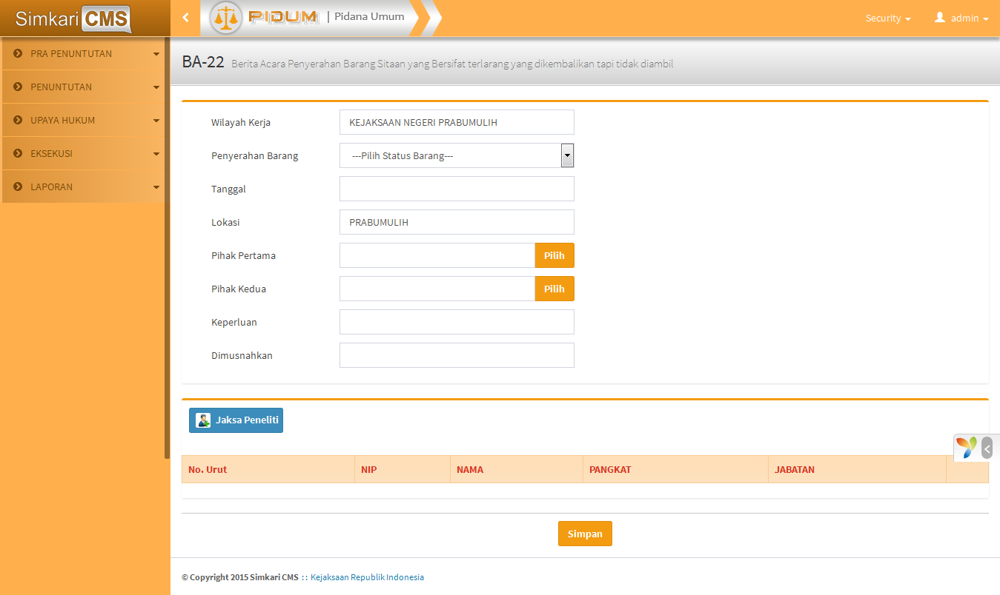 Simkari CMS
PIDUM | Pidana Umum
Security
admin
PRA PENUNTUTAN
PENUNTUTAN
UPAYA HUKUM
EKSEKUSI
LAPORAN
BA-22 Berita Acara Penyerahan Barang Sitaan yang Bersifat terlarang yang dikembalikan tapi tidak diambil
Wilayah Kerja KEJAKSAAN NEGERI PRABUMULIH
Penyerahan Barang ---Pilih Status Barang---
Tanggal
Lokasi PRABUMULIH
Pihak Pertama Pilih
Pihak Kedua Pilih
Keperluan
Dimusnahkan
Jaksa Peneliti
No. Urut NIP NAMA PANGKAT JABATAN
Simpan
© Copyright 2015 Simkari CMS :: Kejaksaan Republik Indonesia